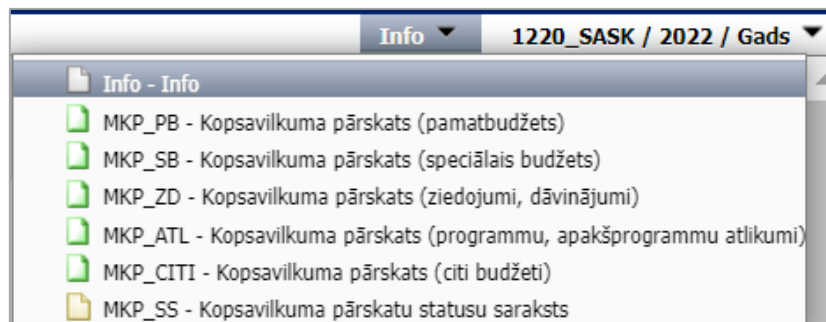 Info 1220_SASK / 2022 / Gads
Info - Info
MKP_PB - Kopsavilkuma pārskats (pamatbudžets)
MKP_SB - Kopsavilkuma pārskats (speciālais budžets)
MKP_ZD - Kopsavilkuma pārskats (ziedojumi, dāvinājumi)
MKP_ATL - Kopsavilkuma pārskats (programmu, apakšprogrammu atlikumi)
MKP_CITI - Kopsavilkuma pārskats (citi budžeti)
MKP_SS - Kopsavilkuma pārskatu statusu saraksts